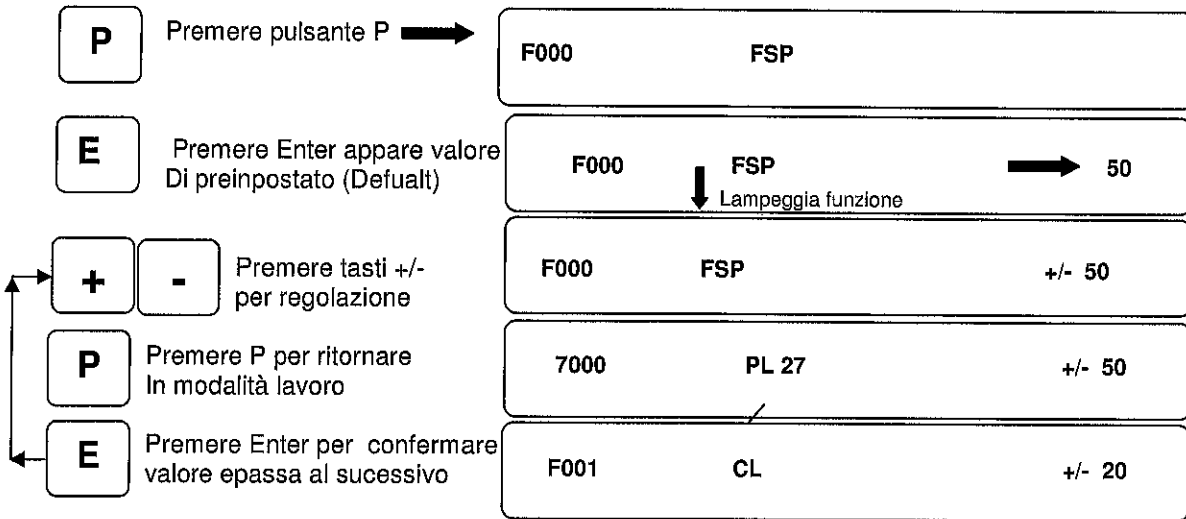 P Premere pulsante P
F000 FSP
E Premere Enter appare valore
Di preinpostato (Defualt)
F000 FSP 50
Lampeggia funzione
+ - Premere tasti +/-
per regolazione
F000 FSP +/- 50
P Premere P per ritornare
In modalità lavoro
7000 PL 27 +/- 50
E Premere Enter per confermare
valore epassa al sucessivo
F001 CL +/- 20